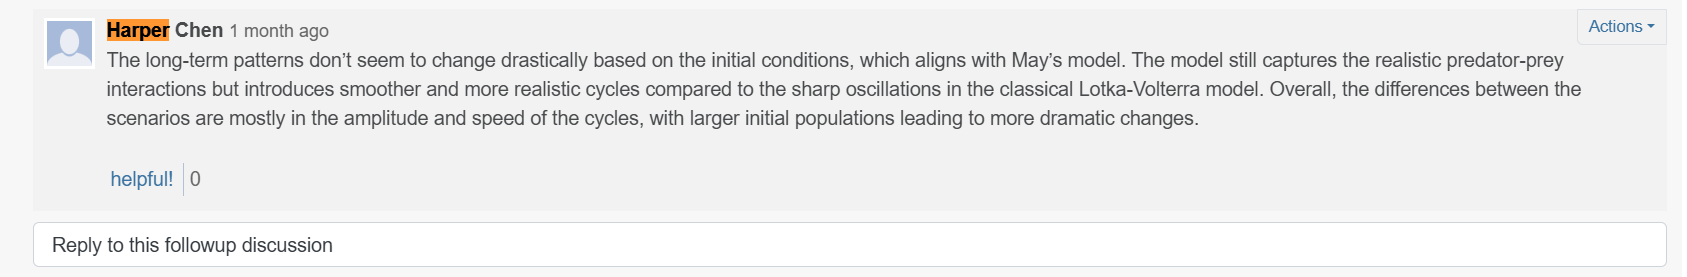 Harper Chen 1 month ago
Actions
The long-term patterns don’t seem to change drastically based on the initial conditions, which aligns with May’s model. The model still captures the realistic predator-prey
interactions but introduces smoother and more realistic cycles compared to the sharp oscillations in the classical Lotka-Volterra model. Overall, the differences between the
scenarios are mostly in the amplitude and speed of the cycles, with larger initial populations leading to more dramatic changes.
helpful! 0
Reply to this followup discussion